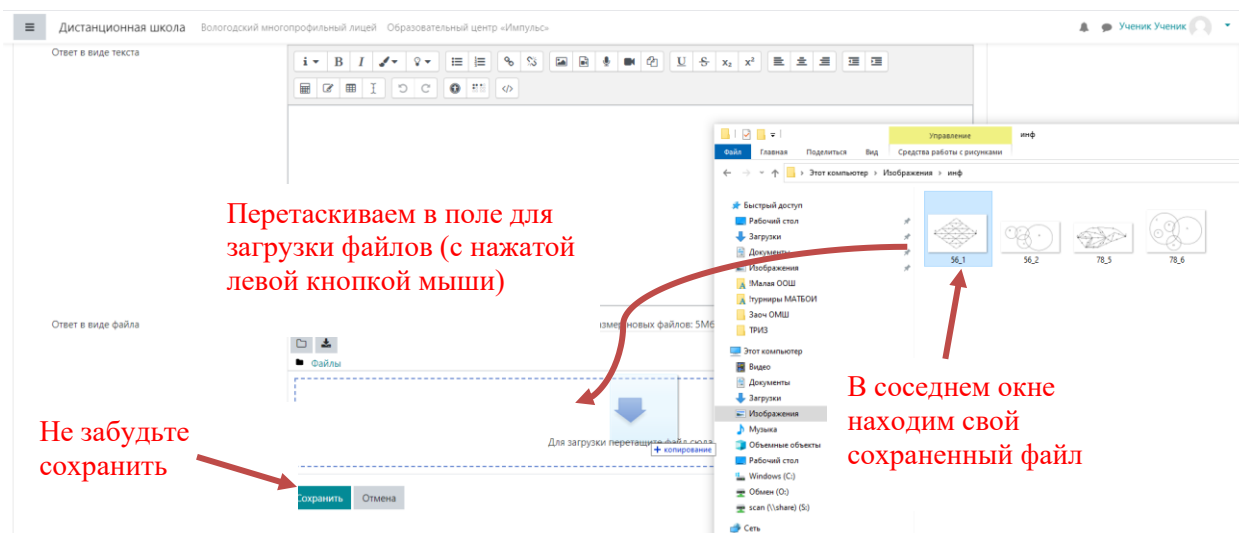 Дистанционная школа Вологодский многопрофильный лицей Образовательный центр «Импульс» Ученик Ученик
Ответ в виде текста
Перетаскиваем в поле для
загрузки файлов (с нажатой
левой кнопкой мыши)
Ответ в виде файла
змер новых файлов: 5Мб
Файлы
Для загрузки перетащите файл сюда
+ копирование
Не забудьте
сохранить
Сохранить Отмена
Управление инф
Файл Главная Поделиться Вид Средства работы с рисунками
Этот компьютер › Изображения › инф
Быстрый доступ
Рабочий стол
Загрузки
Документы
Изображения
!Малая ООШ
!турниры МАТБОИ
Заоч ОМШ
ТРИЗ
Этот компьютер
Видео
Документы
Загрузки
Изображения
Музыка
Объемные объекты
Рабочий стол
Windows (C:)
Обмен (O:)
scan (\\share) (S:)
Сеть
56_1 56_2 78_5 78_6
В соседнем окне
находим свой
сохраненный файл